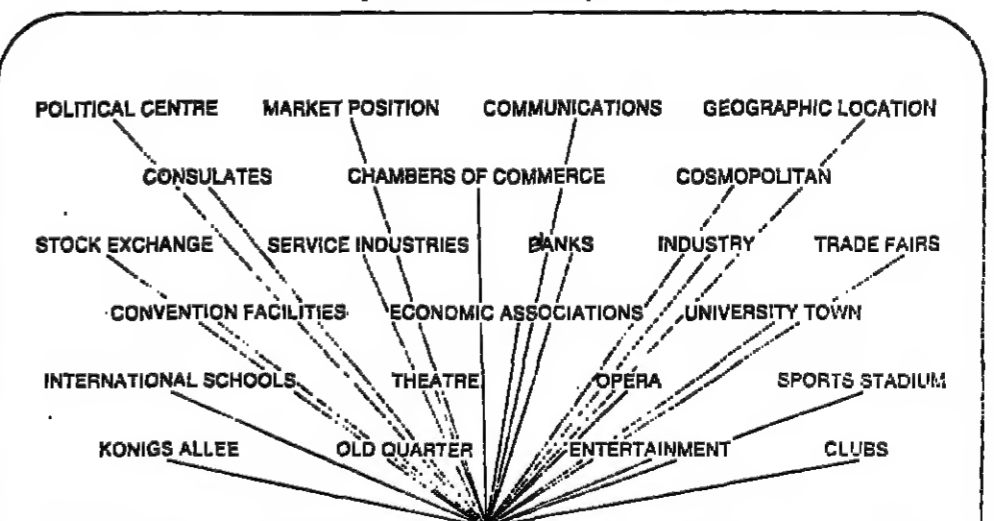 POLITICAL CENTRE MARKET POSITION COMMUNICATIONS GEOGRAPHIC LOCATION
CONSULATES CHAMBERS OF COMMERCE COSMOPOLITAN
STOCK EXCHANGE SERVICE INDUSTRIES BANKS INDUSTRY TRADE FAIRS
CONVENTION FACILITIES ECONOMIC ASSOCIATIONS UNIVERSITY TOWN
INTERNATIONAL SCHOOLS THEATRE OPERA SPORTS STADIUM
KONIGS ALLEE OLD QUARTER ENTERTAINMENT CLUBS